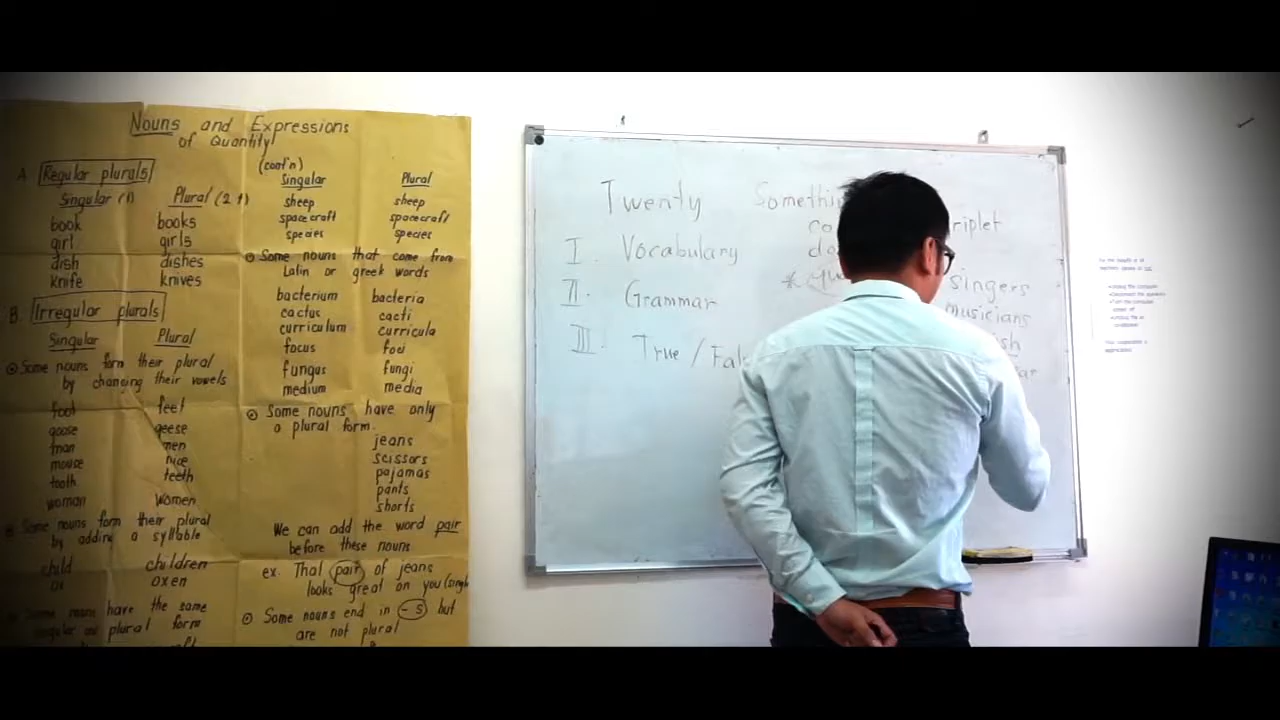 Nouns and Expressions
of Quantity
A. Regular plurals
Singular (1) Plural (2↑)
book books
girl girls
dish dishes
knife knives
B. Irregular plurals
Singular Plural
Some nouns form their plural
by changing their vowels
foot feet
goose geese
man men
mouse mice
tooth teeth
woman women
Some nouns form their plural
by adding a syllable
child children
ox oxen
Some nouns have the same
singular and plural form
(cont'n)
Singular Plural
sheep sheep
spacecraft spacecraft
species species
Some nouns that come from
Latin or greek words
bacterium bacteria
cactus cacti
curriculum curricula
focus foci
fungus fungi
medium media
Some nouns have only
a plural form.
jeans
scissors
pajamas
pants
shorts
We can add the word pair
before these nouns
ex. That pair of jeans
looks great on you
Some nouns end in -s but
are not plural
Twenty
I. Vocabulary
II. Grammar
III. True /
triplet
singers
musicians